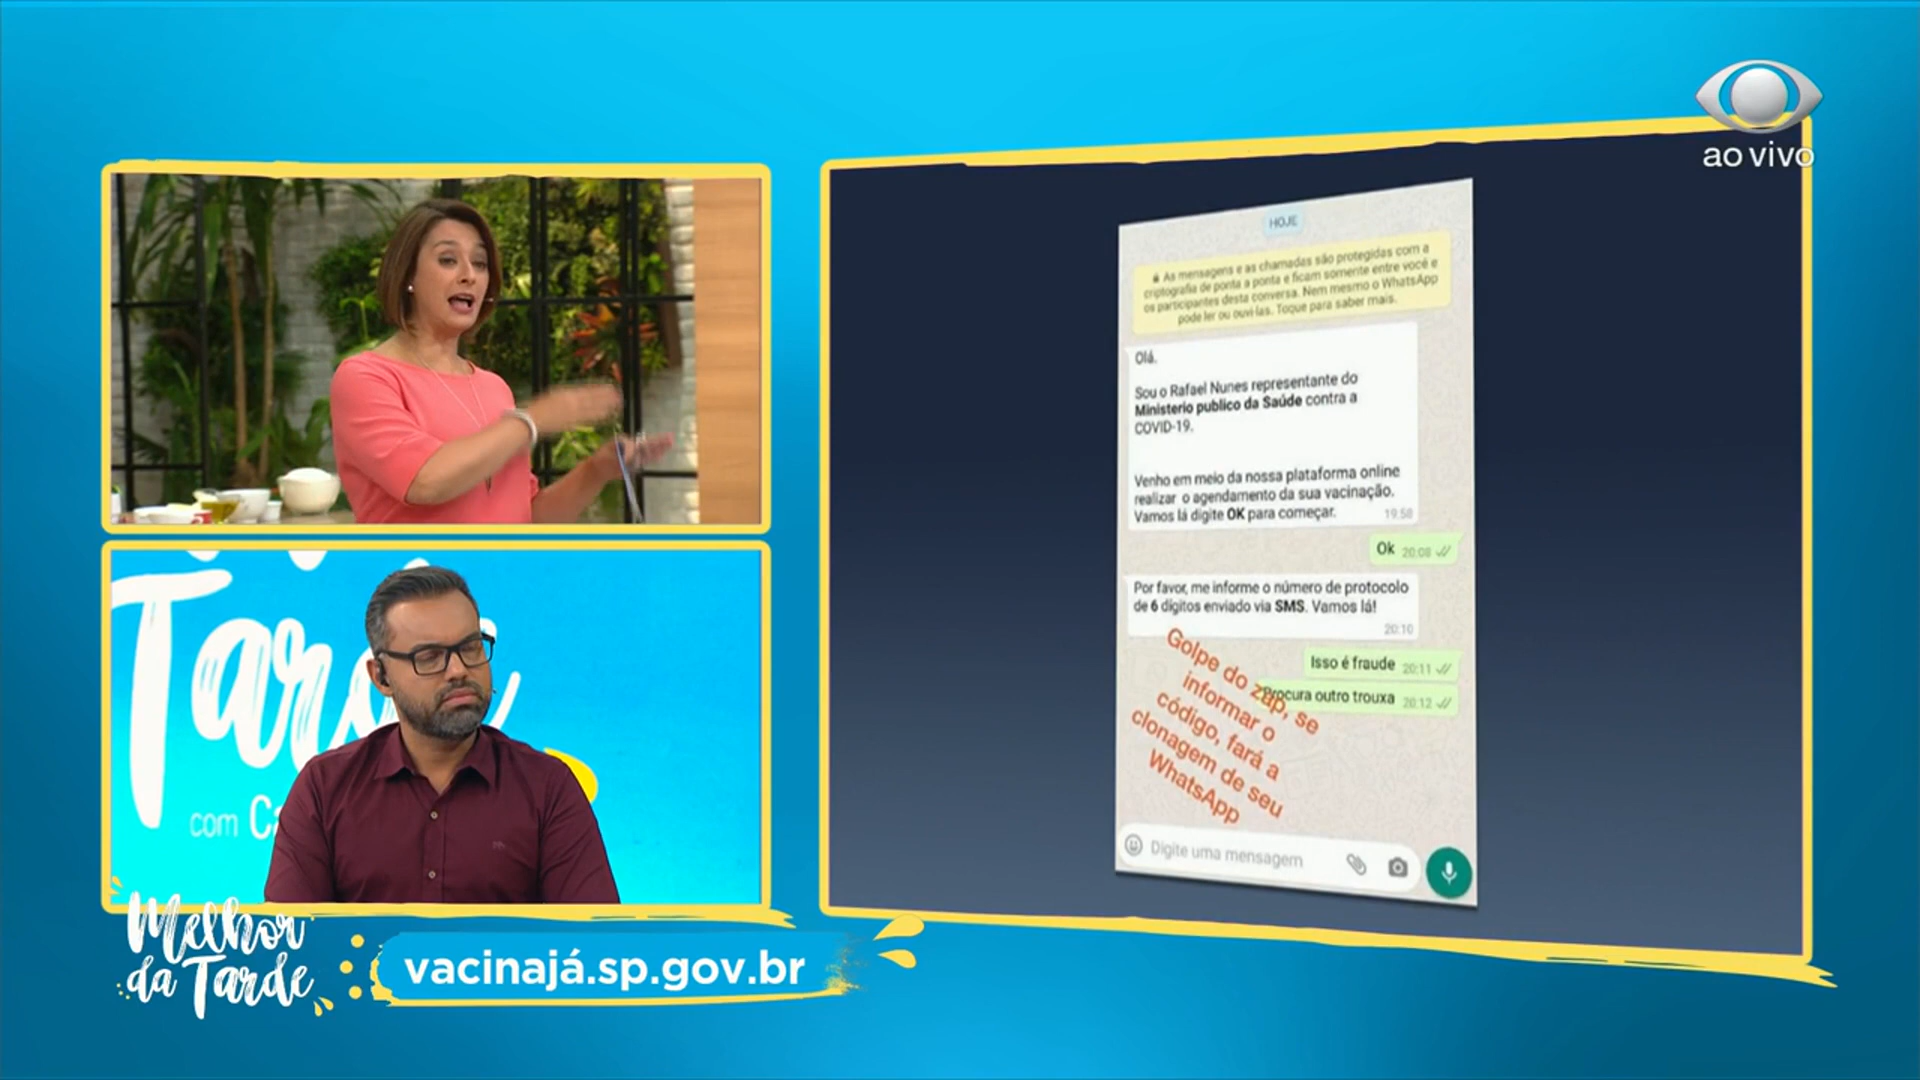 ao vivo
HOJE
As mensagens e as chamadas são protegidas com a
criptografia de ponta a ponta e ficam somente entre você e
os participantes desta conversa. Nem mesmo o WhatsApp
pode ler ou ouvi-las. Toque para saber mais.
Olá.
Sou o Rafael Nunes representante do
Ministerio publico da Saúde contra a
COVID-19.
Venho em meio da nossa plataforma online
realizar o agendamento da sua vacinação.
Vamos lá digite OK para começar.
19:58
Ok 20:08
Por favor, me informe o número de protocolo
de 6 dígitos enviado via SMS. Vamos lá!
20:10
Isso é fraude 20:11
Procura outro trouxa 20:12
Golpe do zap, se
informar o
código, fará a
clonagem de seu
WhatsApp
Digite uma mensagem
Tarde
com Ca
Melhor
da Tarde
vacinajá.sp.gov.br